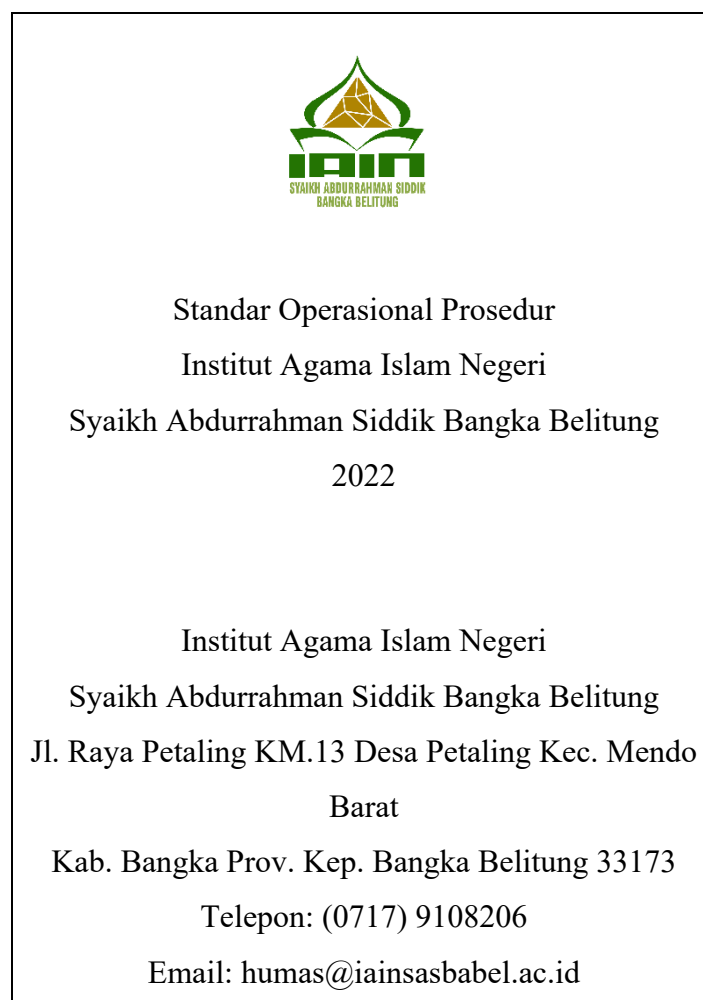 IAIN
SYAIKH ABDURRAHMAN SIDDIK
BANGKA BELITUNG
Standar Operasional Prosedur
Institut Agama Islam Negeri
Syaikh Abdurrahman Siddik Bangka Belitung
2022
Institut Agama Islam Negeri
Syaikh Abdurrahman Siddik Bangka Belitung
Jl. Raya Petaling KM.13 Desa Petaling Kec. Mendo
Barat
Kab. Bangka Prov. Kep. Bangka Belitung 33173
Telepon: (0717) 9108206
Email: humas@iainsasbabel.ac.id